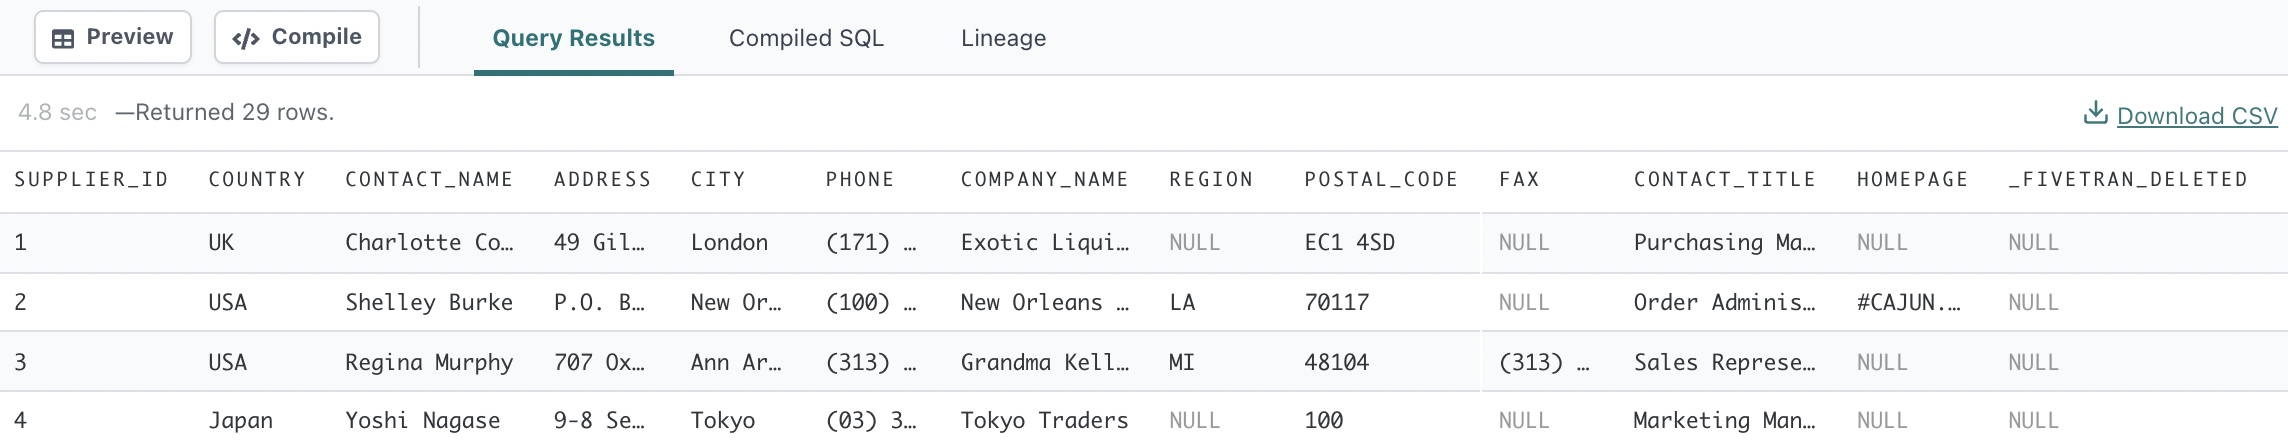 Preview Compile Query Results Compiled SQL Lineage
4.8 sec —Returned 29 rows. Download CSV
SUPPLIER_ID COUNTRY CONTACT_NAME ADDRESS CITY PHONE COMPANY_NAME REGION POSTAL_CODE FAX CONTACT_TITLE HOMEPAGE _FIVETRAN_DELETED
1 UK Charlotte Co… 49 Gil… London (171) … Exotic Liqui… NULL EC1 4SD NULL Purchasing Ma… NULL NULL
2 USA Shelley Burke P.O. B… New Or… (100) … New Orleans … LA 70117 NULL Order Adminis… #CAJUN.… NULL
3 USA Regina Murphy 707 Ox… Ann Ar… (313) … Grandma Kell… MI 48104 (313) … Sales Represe… NULL NULL
4 Japan Yoshi Nagase 9-8 Se… Tokyo (03) 3… Tokyo Traders NULL 100 NULL Marketing Man… NULL NULL